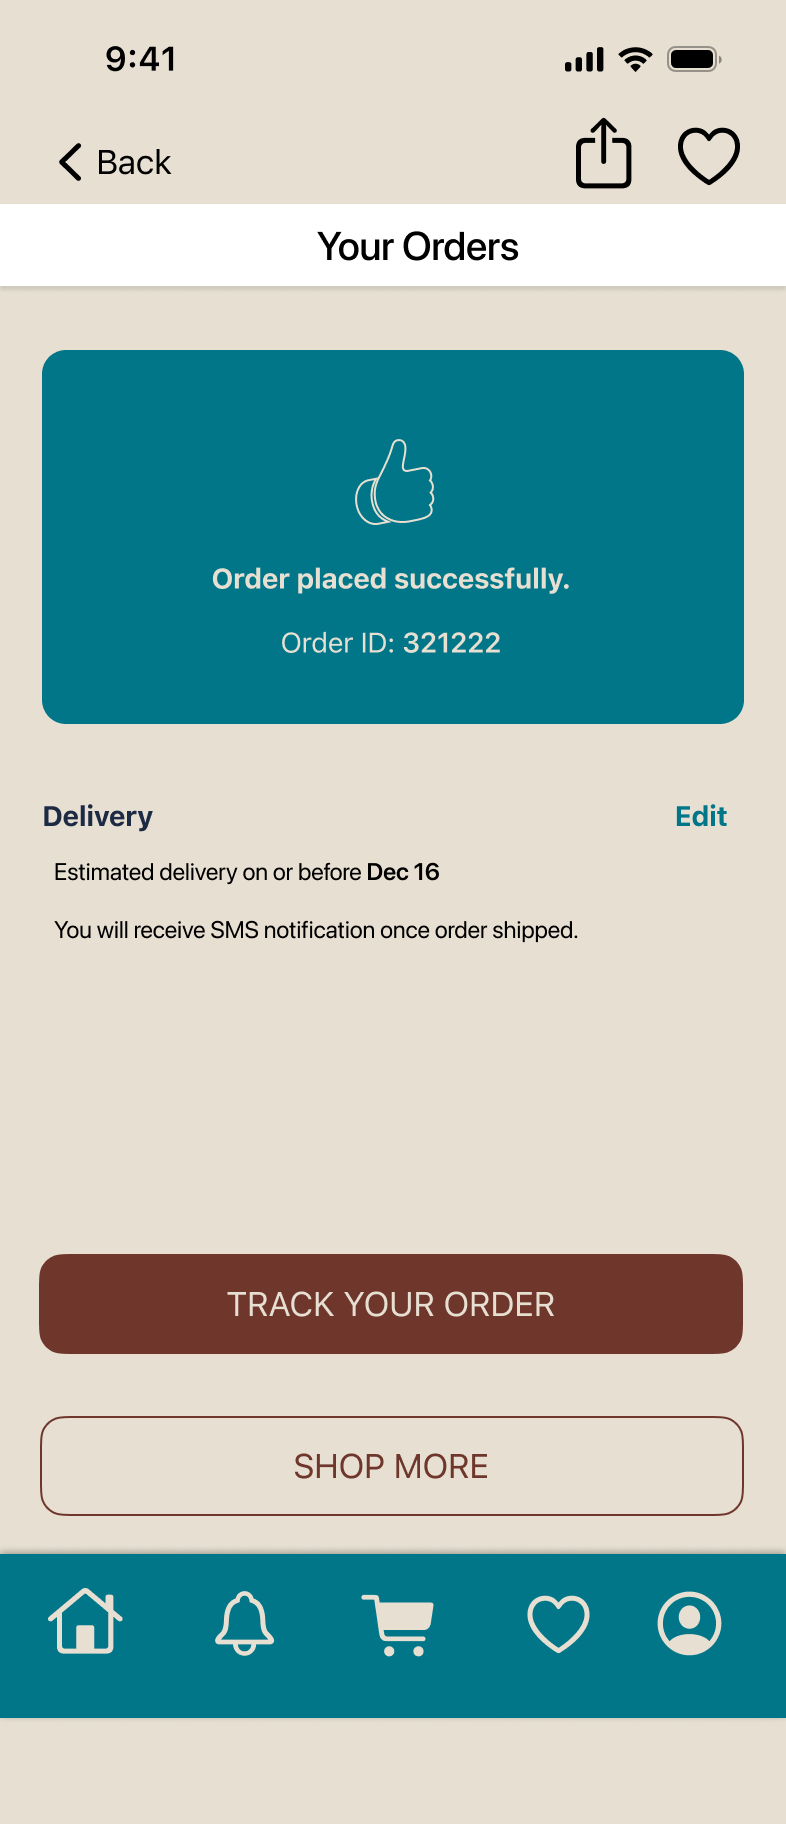 9:41
Back
Your Orders
Order placed successfully.
Order ID: 321222
Delivery
Edit
Estimated delivery on or before Dec 16
You will receive SMS notification once order shipped.
TRACK YOUR ORDER
SHOP MORE